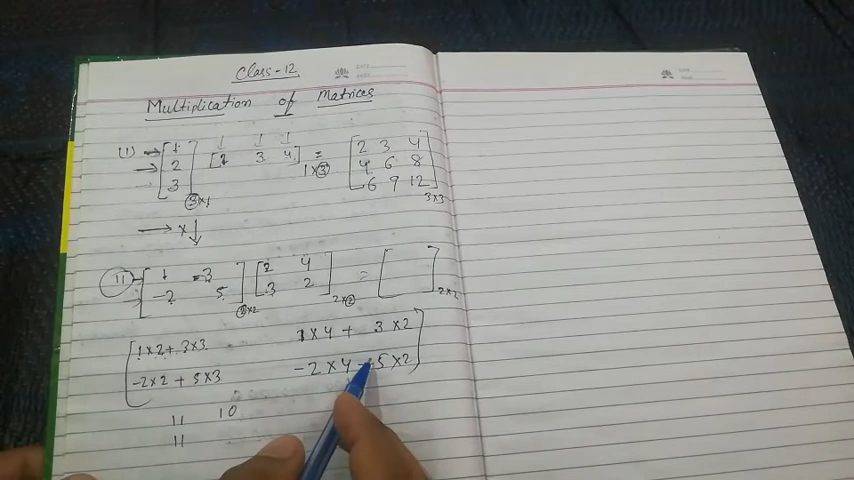 Class-12
Multiplication of Matrices
(1) → [1 2 3] 3×1 [2 3 4] 1×3 = [2 3 4
4 6 8
6 9 12] 3×3
→ × ↓
(11) [1 3
-2 5] 2×2 [2 4
3 2] 2×2 = [ ] 2×2
[1×2 + 3×3 1×4 + 3×2
-2×2 + 5×3 -2×4 + 5×2]
11 10
11